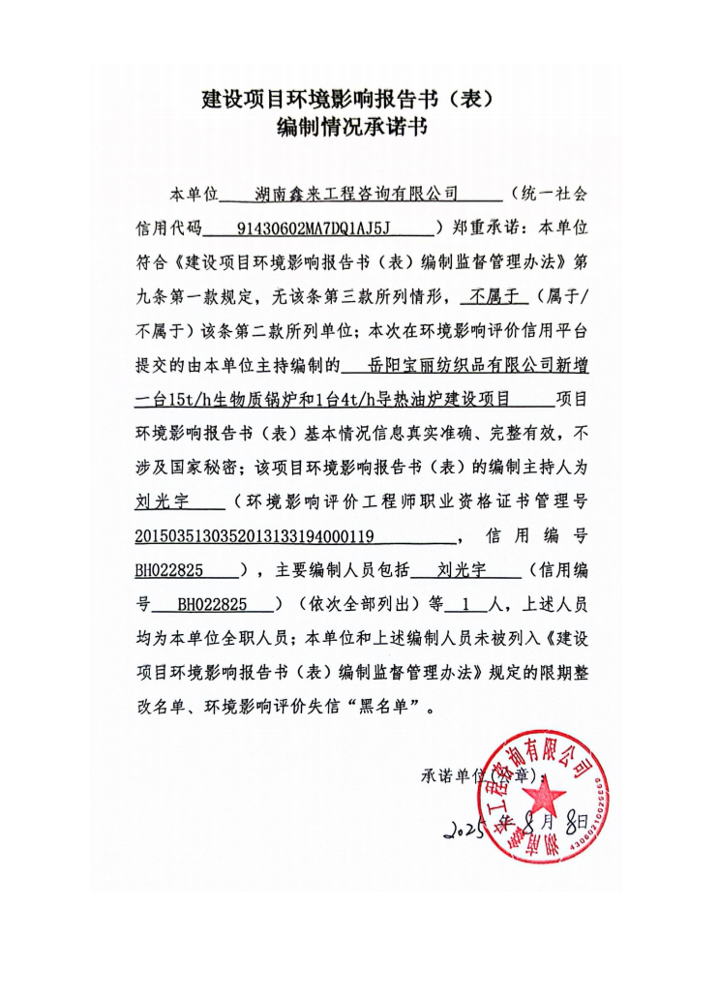 建设项目环境影响报告书（表）
编制情况承诺书
本单位 湖南鑫来工程咨询有限公司 （统一社会
信用代码 91430602MA7DQ1AJ5J ）郑重承诺：本单位
符合《建设项目环境影响报告书（表）编制监督管理办法》第
九条第一款规定，无该条第三款所列情形， 不属于 （属于/
不属于）该条第二款所列单位；本次在环境影响评价信用平台
提交的由本单位主持编制的 岳阳宝丽纺织品有限公司新增
一台15t/h生物质锅炉和1台4t/h导热油炉建设项目 项目
环境影响报告书（表）基本情况信息真实准确、完整有效，不
涉及国家秘密；该项目环境影响报告书（表）的编制主持人为
刘光宇 （环境影响评价工程师职业资格证书管理号
2015035130352013133194000119 ，信用编号
BH022825 ），主要编制人员包括 刘光宇 （信用编
号 BH022825 ）（依次全部列出）等 1 人，上述人员
均为本单位全职人员；本单位和上述编制人员未被列入《建设
项目环境影响报告书（表）编制监督管理办法》规定的限期整
改名单、环境影响评价失信“黑名单”。
承诺单位(公章)：
2025年8月8日
湖南鑫来工程咨询有限公司